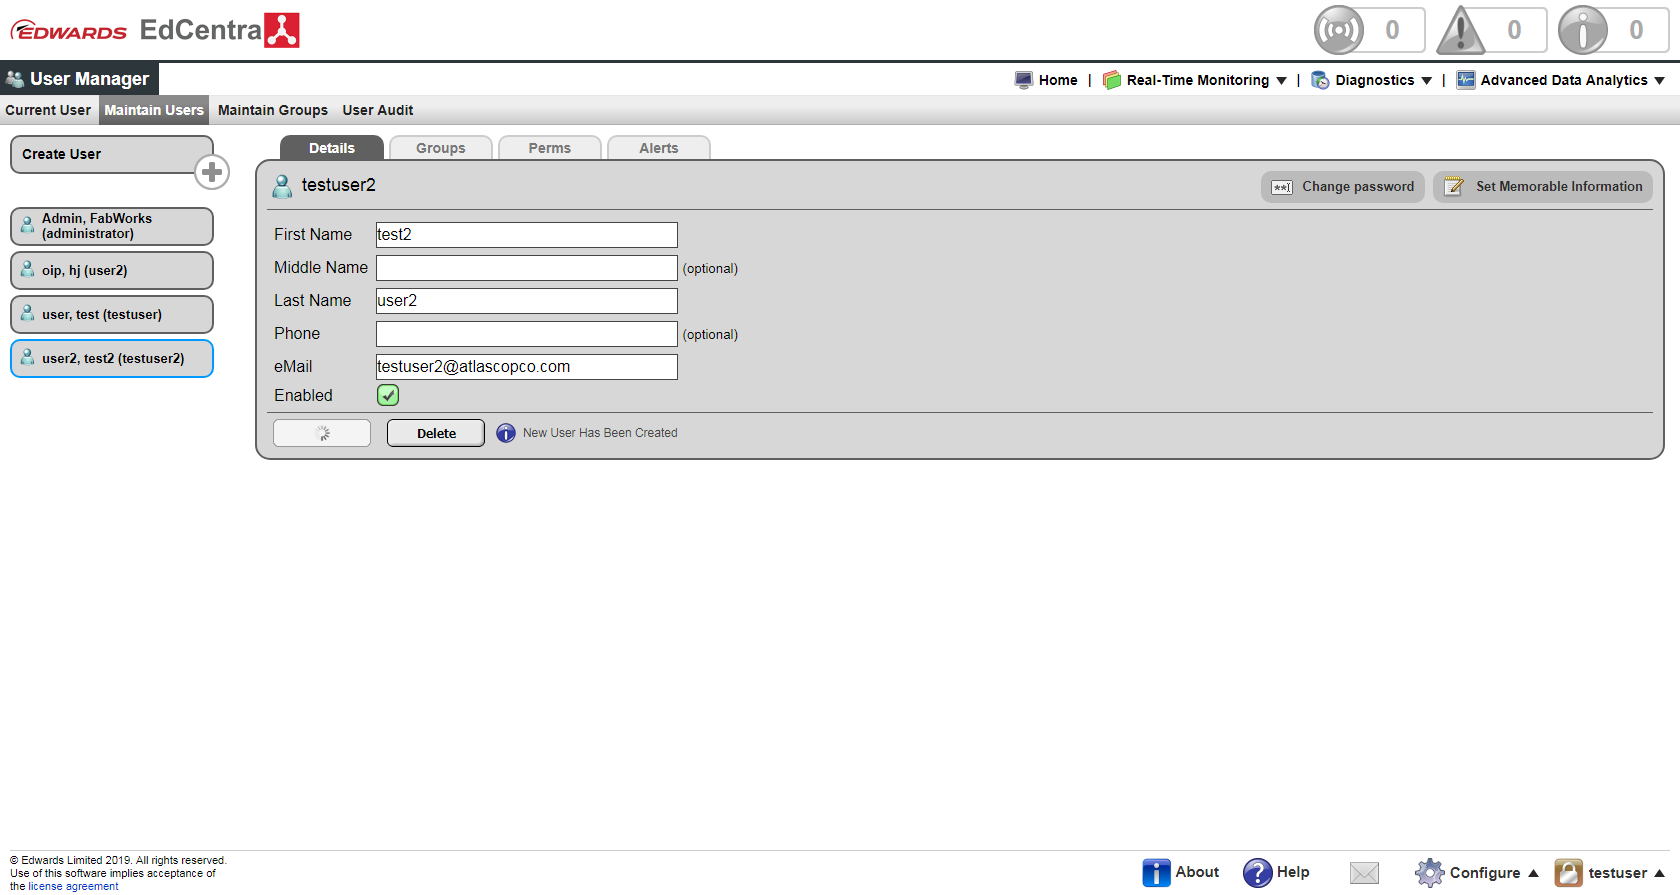 EDWARDS EdCentra
0 0 0
User Manager
Home | Real-Time Monitoring | Diagnostics | Advanced Data Analytics
Current User Maintain Users Maintain Groups User Audit
Create User
Admin, FabWorks
(administrator)
oip, hj (user2)
user, test (testuser)
user2, test2 (testuser2)
Details Groups Perms Alerts
testuser2
Change password Set Memorable Information
First Name test2
Middle Name (optional)
Last Name user2
Phone (optional)
eMail testuser2@atlascopco.com
Enabled
Delete New User Has Been Created
© Edwards Limited 2019. All rights reserved.
Use of this software implies acceptance of
the license agreement
About Help Configure testuser